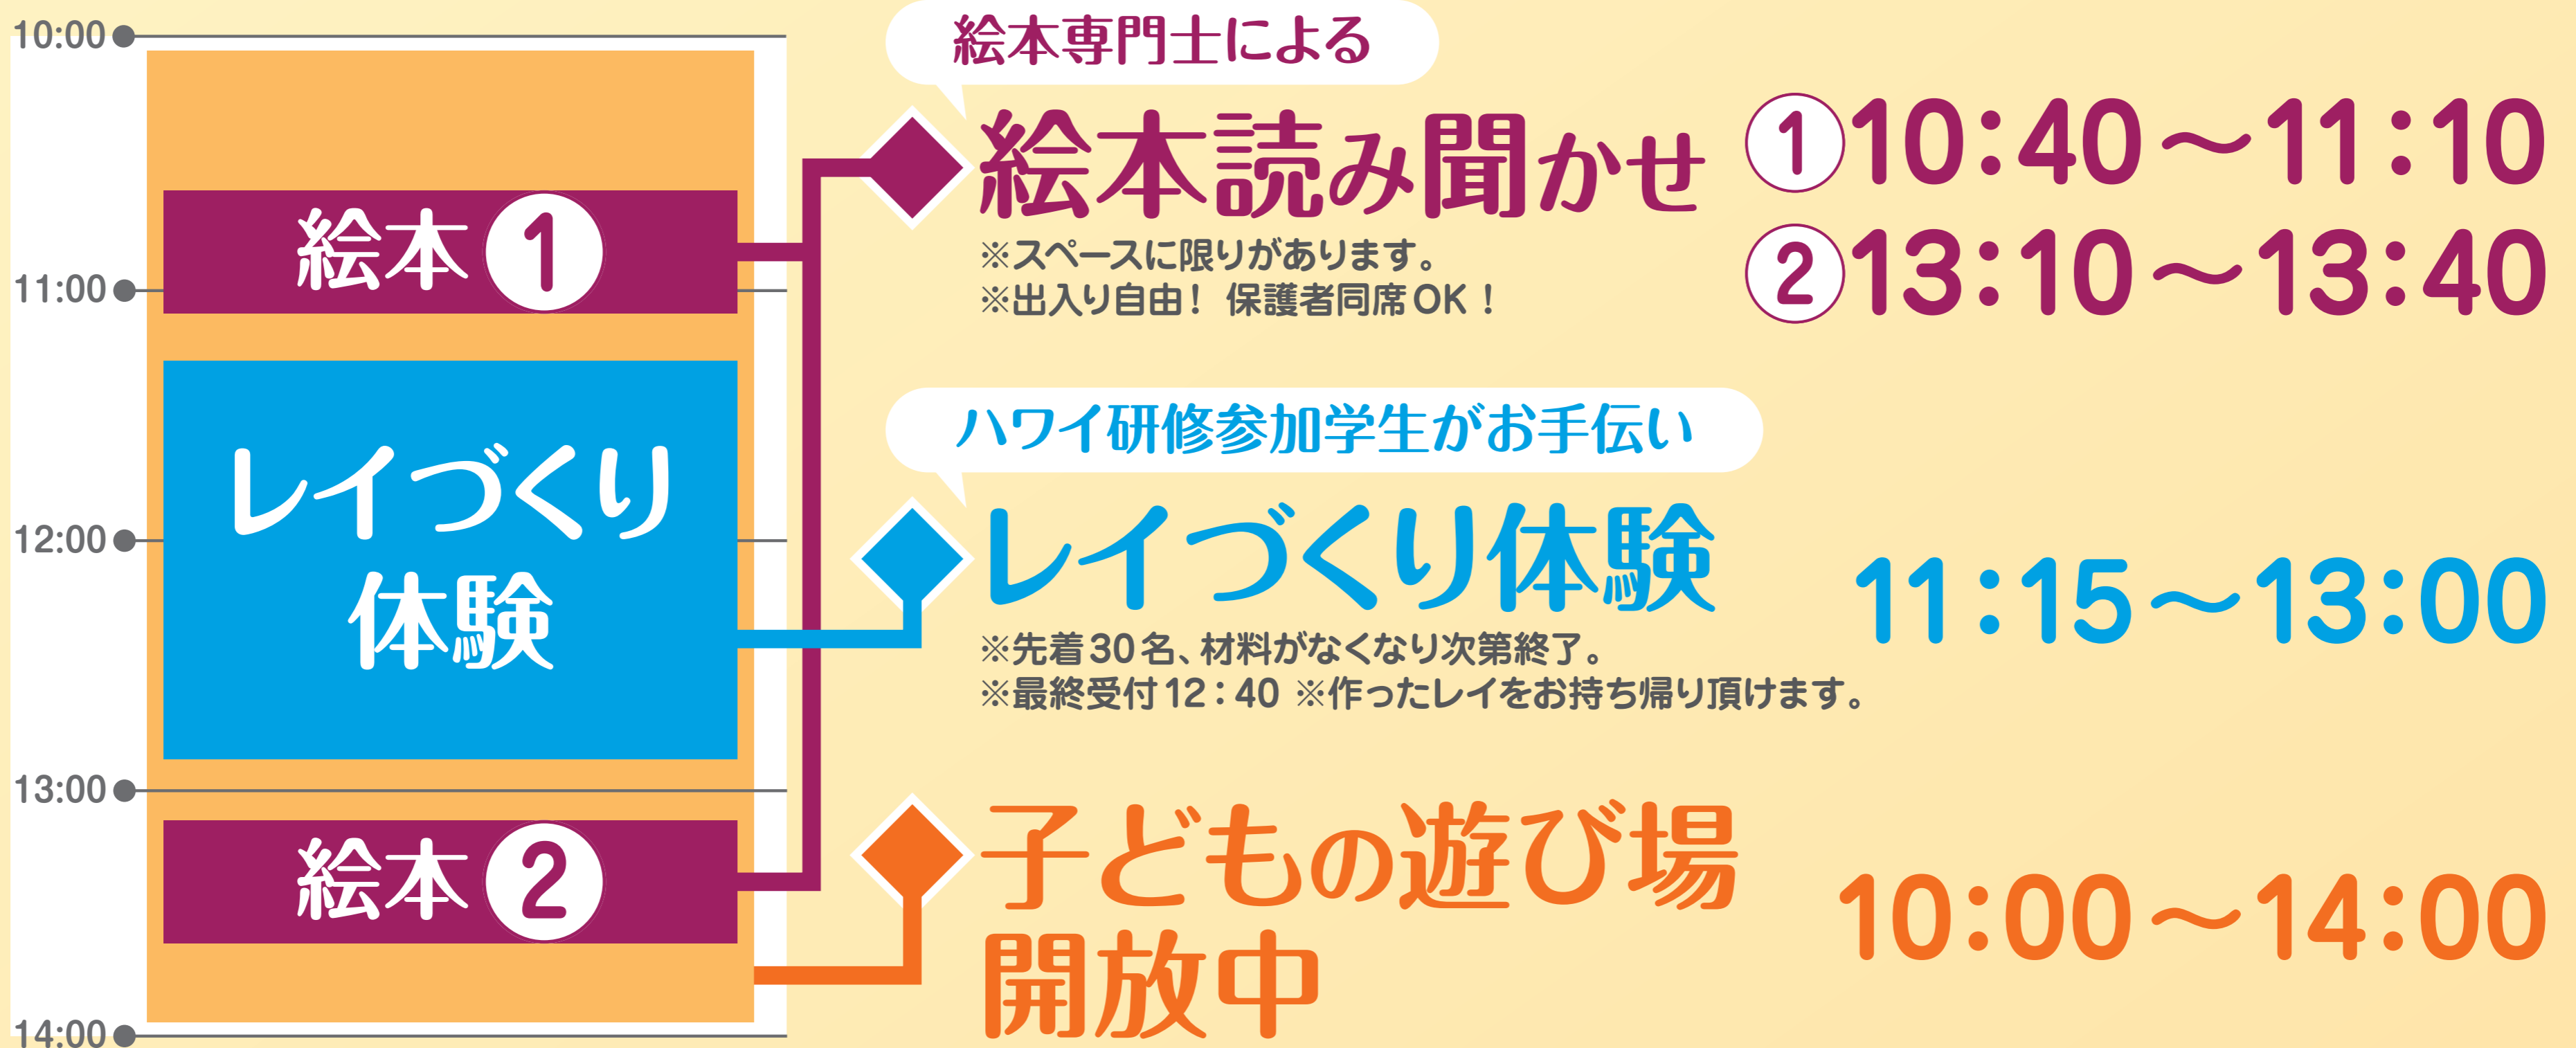 10:00
11:00
12:00
13:00
14:00
絵本 1
レイづくり
体験
絵本 2
絵本専門士による
絵本読み聞かせ
① 10：40～11：10
② 13：10～13：40
※スペースに限りがあります。
※出入り自由！ 保護者同席OK！
ハワイ研修参加学生がお手伝い
レイづくり体験
11：15～13：00
※先着30名、材料がなくなり次第終了。
※最終受付12：40 ※作ったレイをお持ち帰り頂けます。
子どもの遊び場
開放中
10：00～14：00